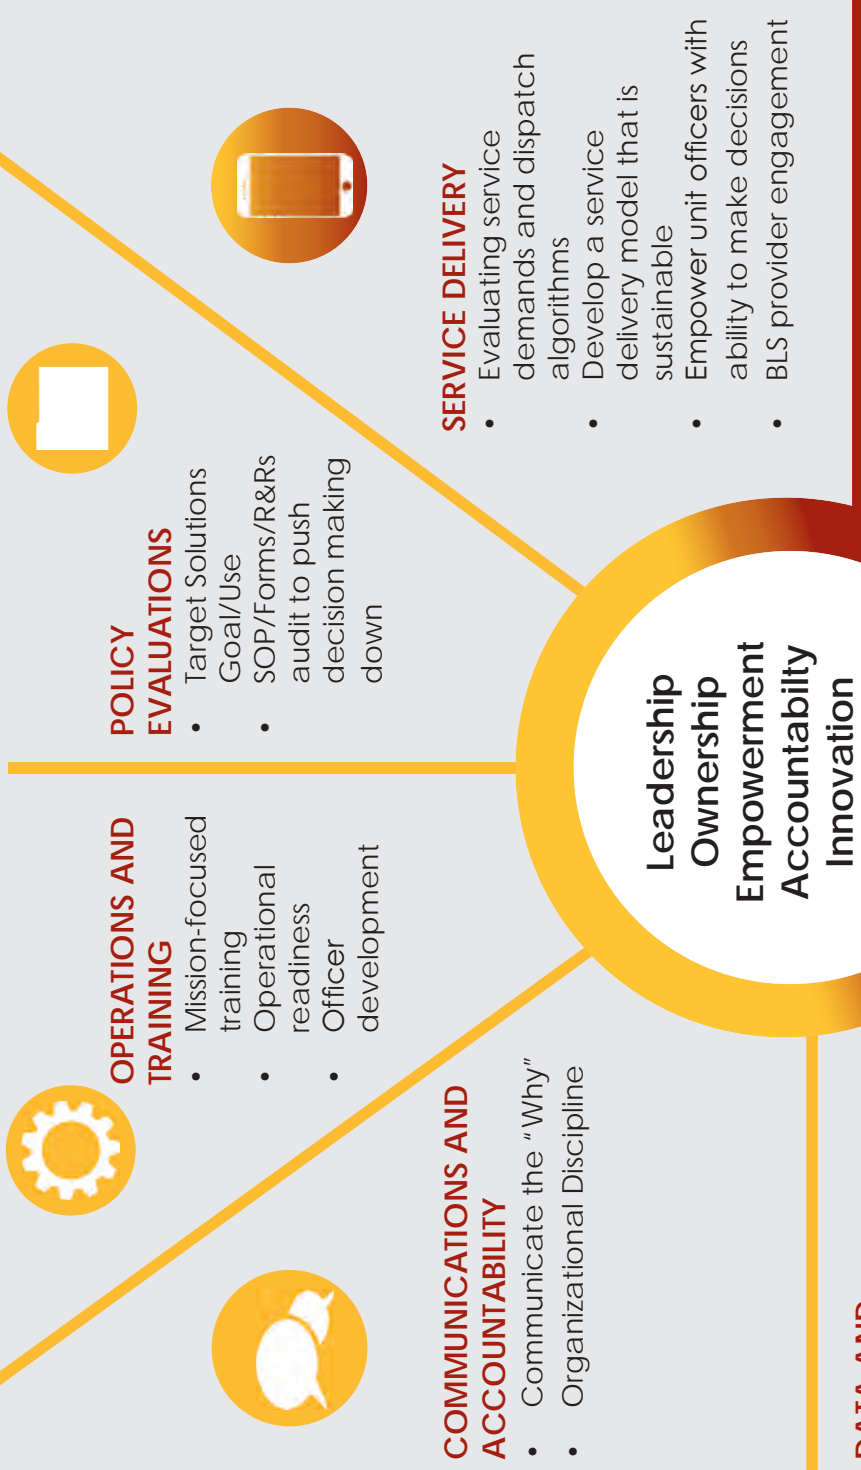 COMMUNICATIONS AND
ACCOUNTABILITY
• Communicate the “Why”
• Organizational Discipline
OPERATIONS AND
TRAINING
• Mission-focused
training
• Operational
readiness
• Officer
development
POLICY
EVALUATIONS
• Target Solutions
Goal/Use
• SOP/Forms/R&Rs
audit to push
decision making
down
SERVICE DELIVERY
• Evaluating service
demands and dispatch
algorithms
• Develop a service
delivery model that is
sustainable
• Empower unit officers with
ability to make decisions
• BLS provider engagement
Leadership
Ownership
Empowerment
Accountabilty
Innovation
DATA AND